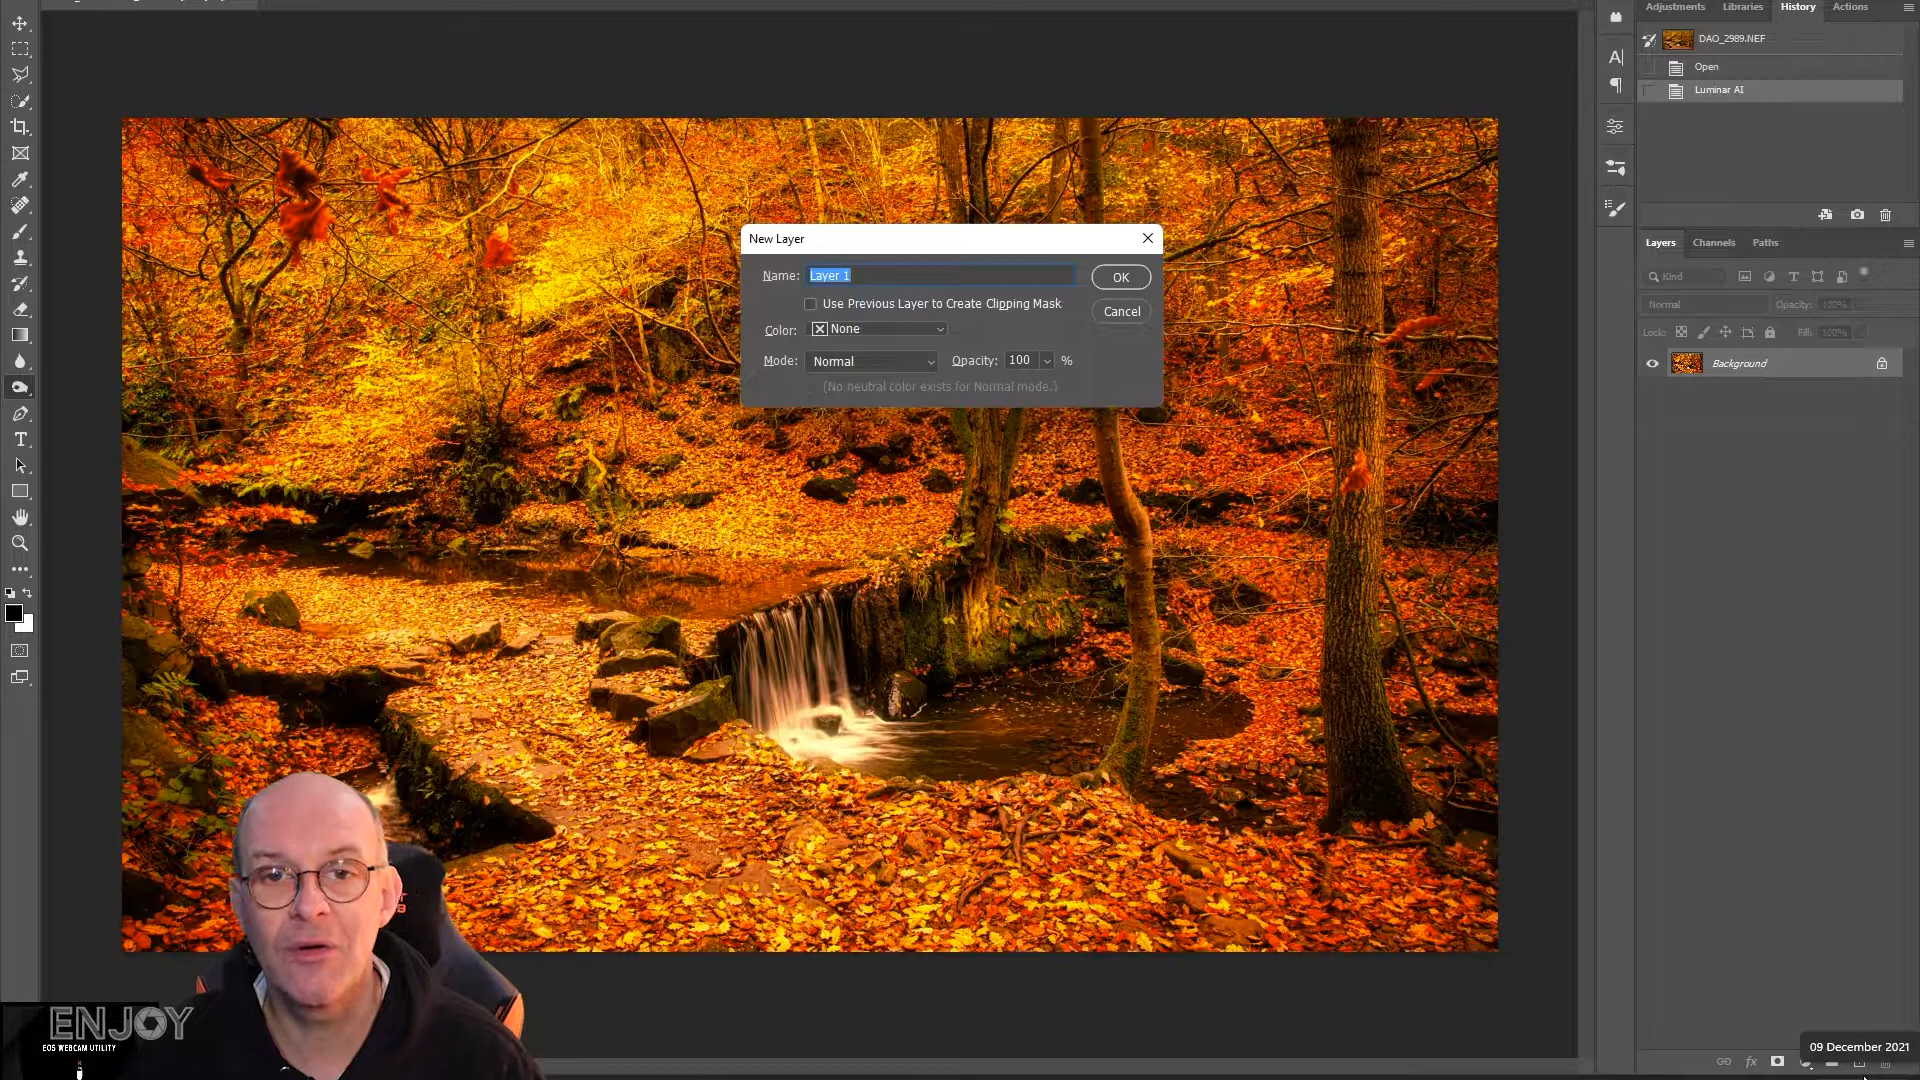 Adjustments Libraries History Actions
DAO_2989.NEF
Open
Luminar AI
New Layer
Name: Layer 1 OK
Use Previous Layer to Create Clipping Mask
Cancel
Color: None
Mode: Normal Opacity: 100 %
(No neutral color exists for Normal mode.)
Layers Channels Paths
Kind
Normal Opacity: 100%
Lock: Fill: 100%
Background
ENJOY
EOS WEBCAM UTILITY
09 December 2021